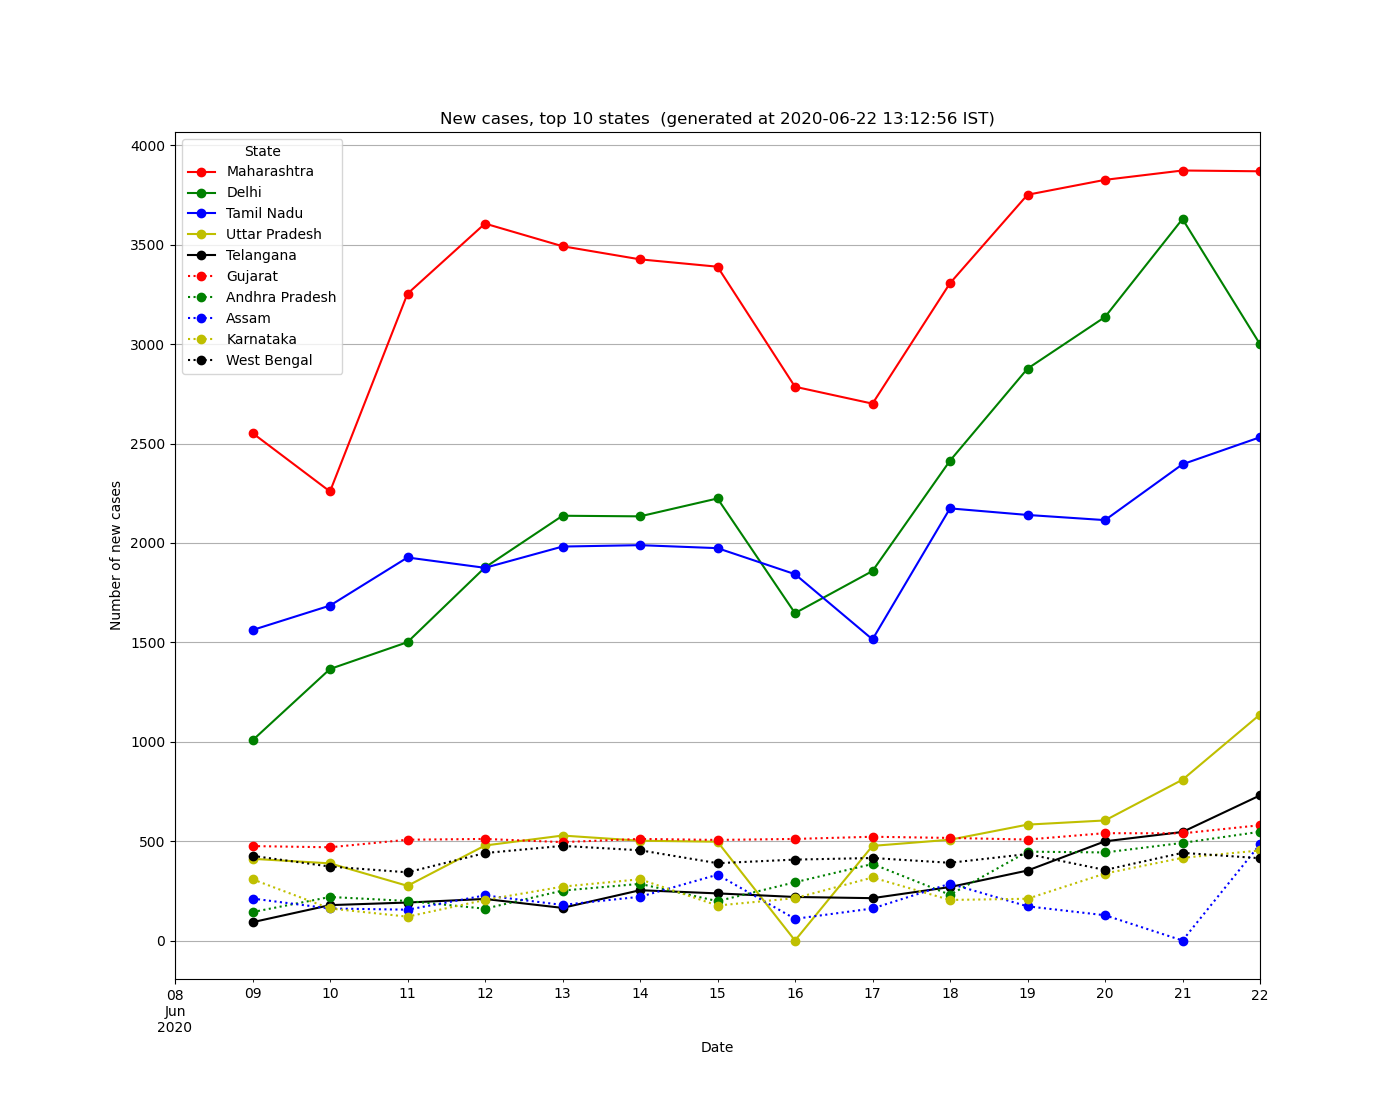 New cases, top 10 states  (generated at 2020-06-22 13:12:56 IST)
4000
3500
3000
2500
2000
1500
1000
500
0
Number of new cases
State
Maharashtra
Delhi
Tamil Nadu
Uttar Pradesh
Telangana
Gujarat
Andhra Pradesh
Assam
Karnataka
West Bengal
08 09 10 11 12 13 14 15 16 17 18 19 20 21 22
Jun
2020
Date